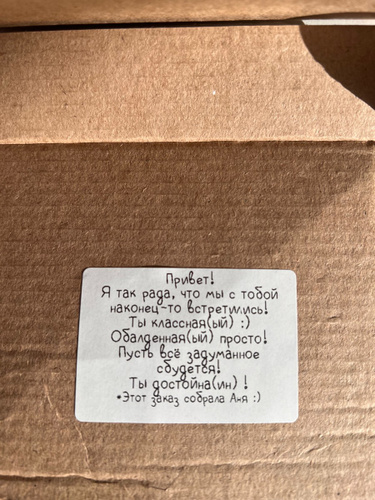 Привет!
Я так рада, что мы с тобой
наконец-то встретились!
Ты классная(ый) :)
Обалденная(ый) просто!
Пусть всё задуманное
сбудется!
Ты достойна(ин) !
*Этот заказ собрала Аня :)